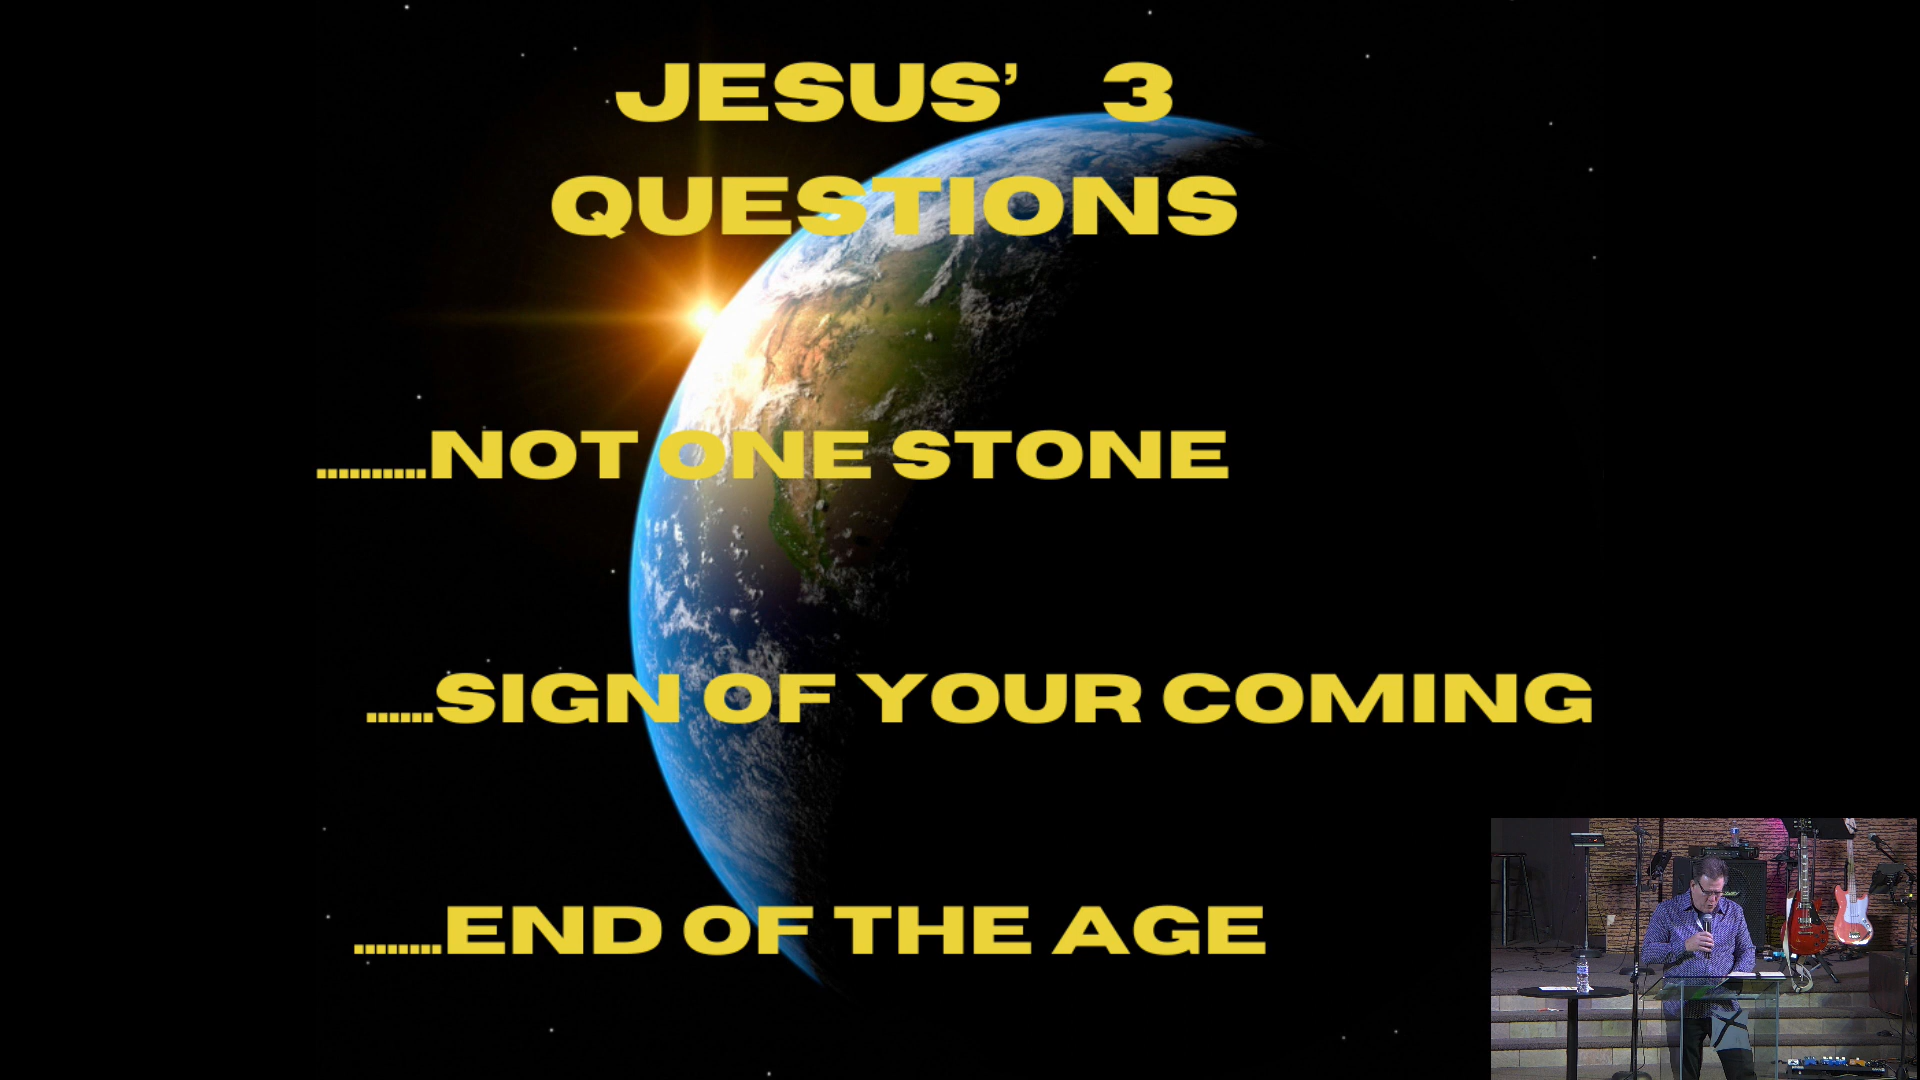 JESUS' 3
QUESTIONS
..........NOT ONE STONE
......SIGN OF YOUR COMING
........END OF THE AGE